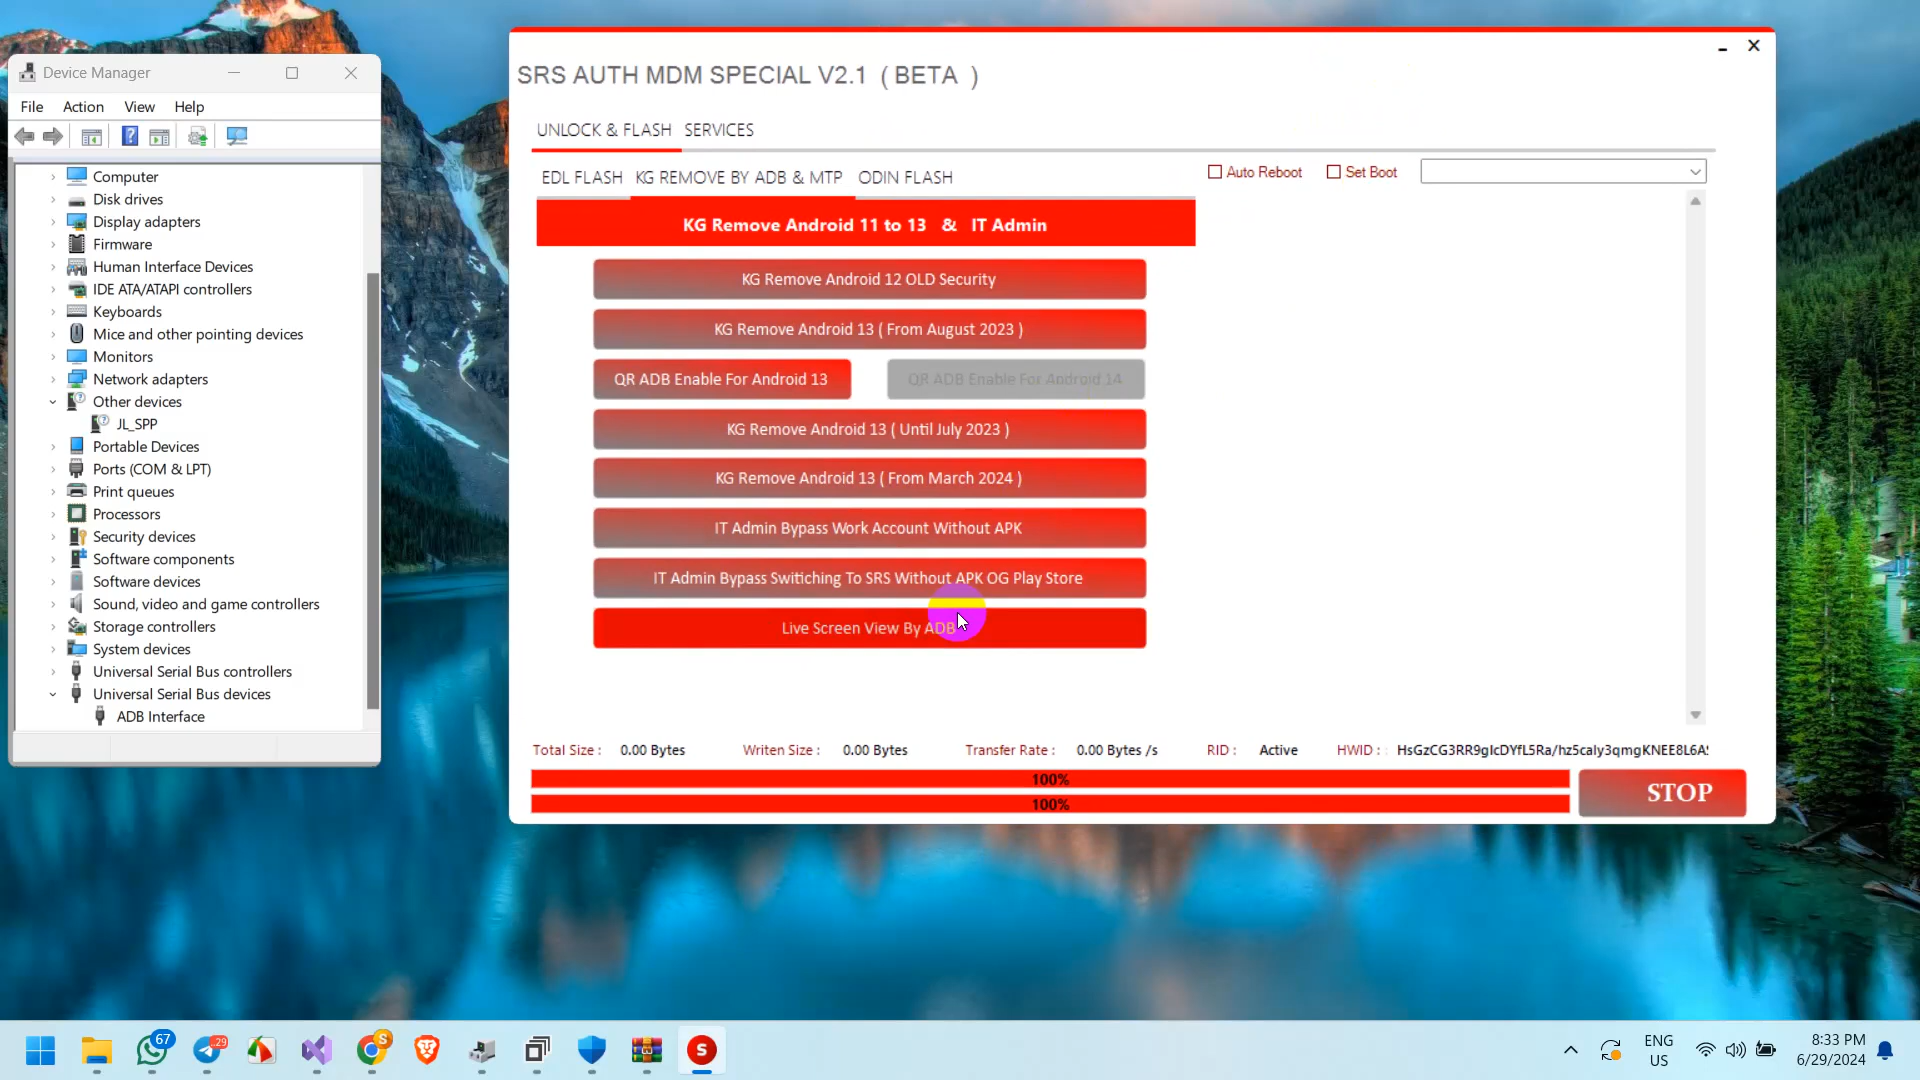 Device Manager
File Action View Help
Computer
Disk drives
Display adapters
Firmware
Human Interface Devices
IDE ATA/ATAPI controllers
Keyboards
Mice and other pointing devices
Monitors
Network adapters
Other devices
JL_SPP
Portable Devices
Ports (COM & LPT)
Print queues
Processors
Security devices
Software components
Software devices
Sound, video and game controllers
Storage controllers
System devices
Universal Serial Bus controllers
Universal Serial Bus devices
ADB Interface
SRS AUTH MDM SPECIAL V2.1 ( BETA )
UNLOCK & FLASH SERVICES
EDL FLASH KG REMOVE BY ADB & MTP ODIN FLASH
Auto Reboot Set Boot
KG Remove Android 11 to 13 & IT Admin
KG Remove Android 12 OLD Security
KG Remove Android 13 ( From August 2023 )
QR ADB Enable For Android 13 QR ADB Enable For Android 14
KG Remove Android 13 ( Until July 2023 )
KG Remove Android 13 ( From March 2024 )
IT Admin Bypass Work Account Without APK
IT Admin Bypass Switiching To SRS Without APK OG Play Store
Live Screen View By ADB
Total Size : 0.00 Bytes Writen Size : 0.00 Bytes Transfer Rate : 0.00 Bytes /s RID : Active HWID :
100%
100%
STOP
67
..29
S
S
ENG
US
8:33 PM
6/29/2024